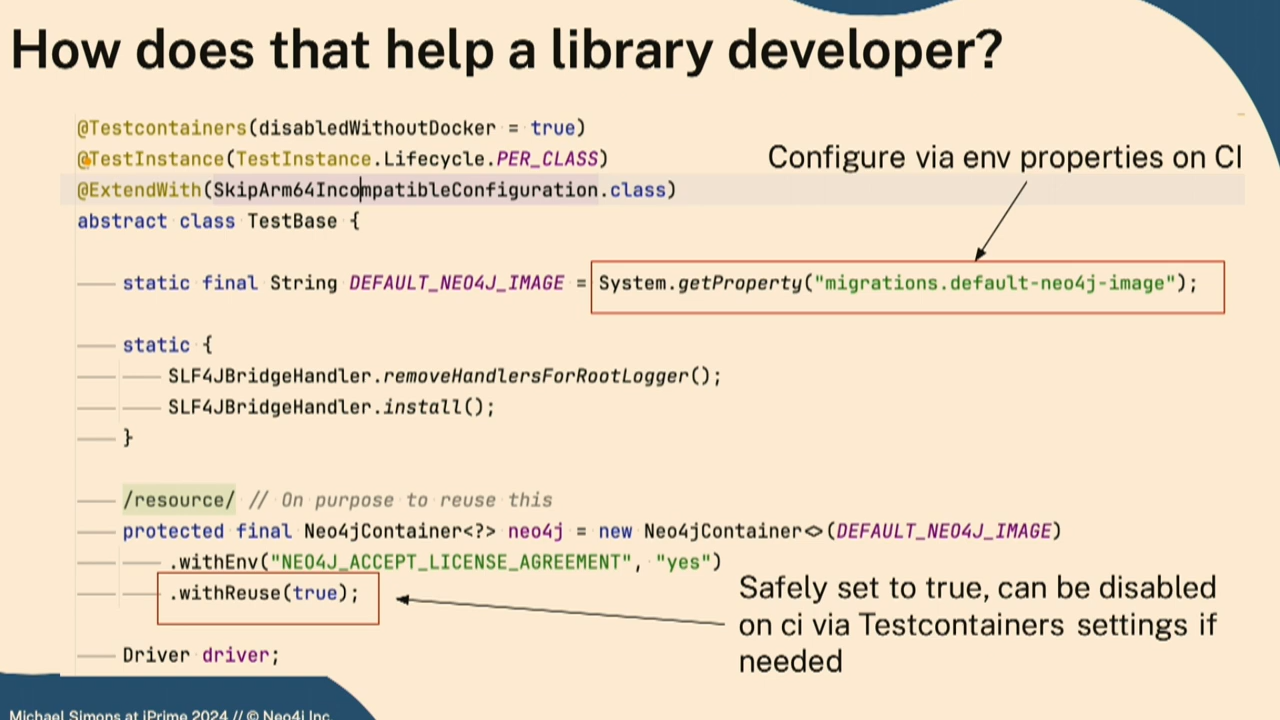 How does that help a library developer?
@Testcontainers(disabledWithoutDocker = true)
@TestInstance(TestInstance.Lifecycle.PER_CLASS)
Configure via env properties on CI
@ExtendWith(SkipArm64IncompatibleConfiguration.class)
abstract class TestBase {
static final String DEFAULT_NEO4J_IMAGE = System.getProperty("migrations.default-neo4j-image");
static {
SLF4JBridgeHandler.removeHandlersForRootLogger();
SLF4JBridgeHandler.install();
}
/resource/ // On purpose to reuse this
protected final Neo4jContainer<?> neo4j = new Neo4jContainer<>(DEFAULT_NEO4J_IMAGE)
.withEnv("NEO4J_ACCEPT_LICENSE_AGREEMENT", "yes")
.withReuse(true);
Safely set to true, can be disabled
on ci via Testcontainers settings if
needed
Driver driver;
Michael Simons at jPrime 2024 // © Neo4j Inc.